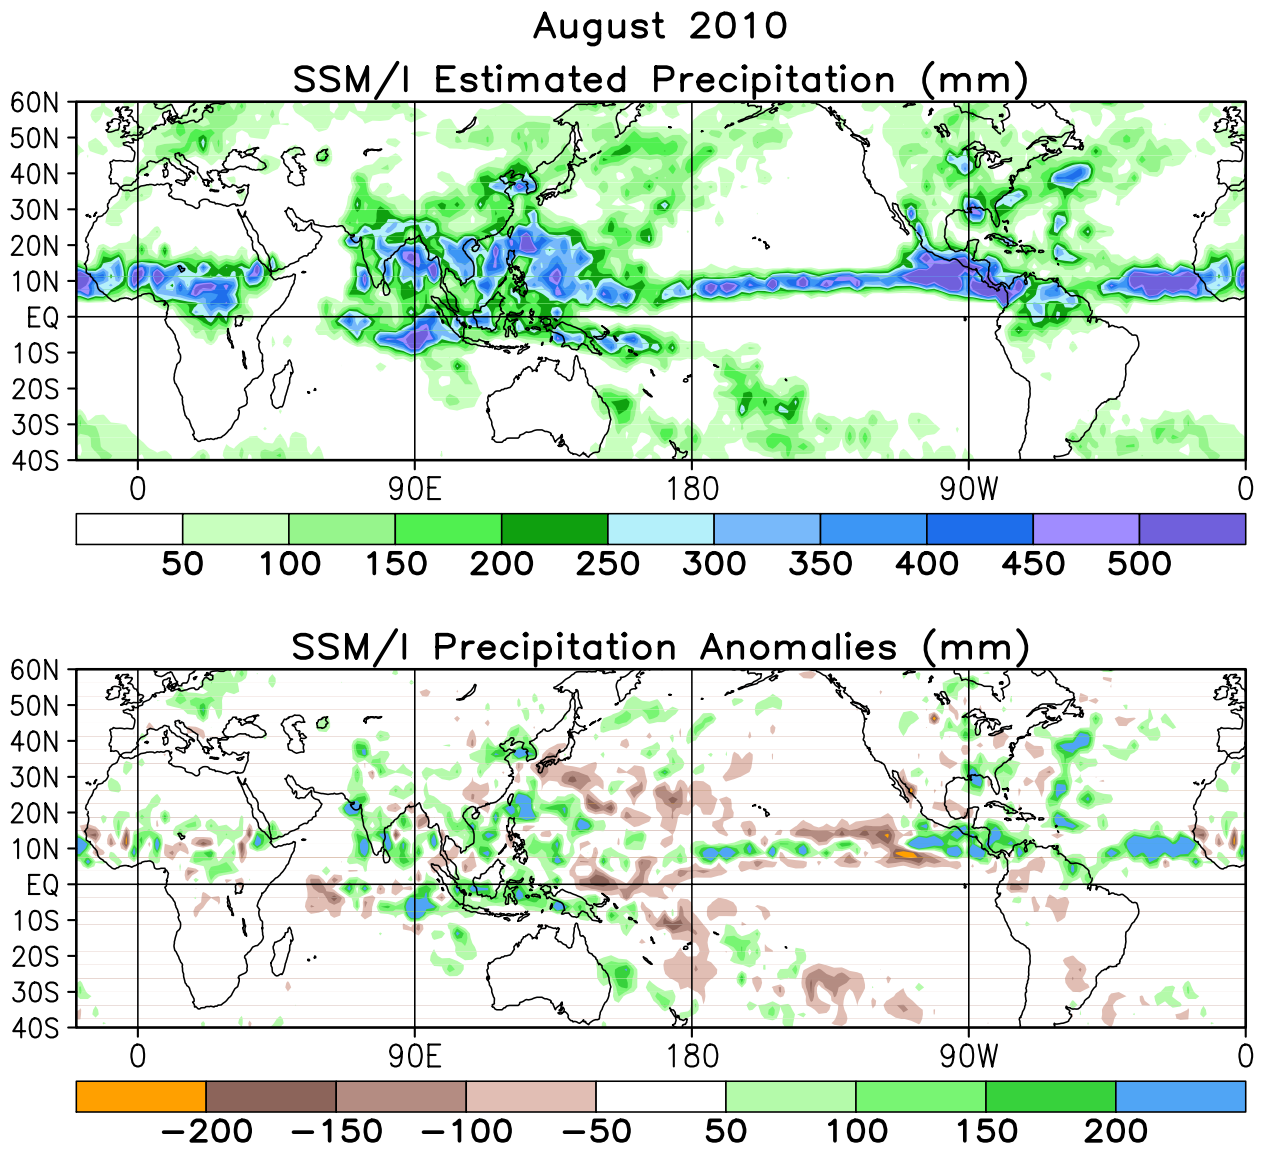 August 2010
SSM/I Estimated Precipitation (mm)
60N
50N
40N
30N
20N
10N
EQ
10S
20S
30S
40S
0 90E 180 90W 0
50 100 150 200 250 300 350 400 450 500
SSM/I Precipitation Anomalies (mm)
60N
50N
40N
30N
20N
10N
EQ
10S
20S
30S
40S
0 90E 180 90W 0
−200 −150 −100 −50 50 100 150 200